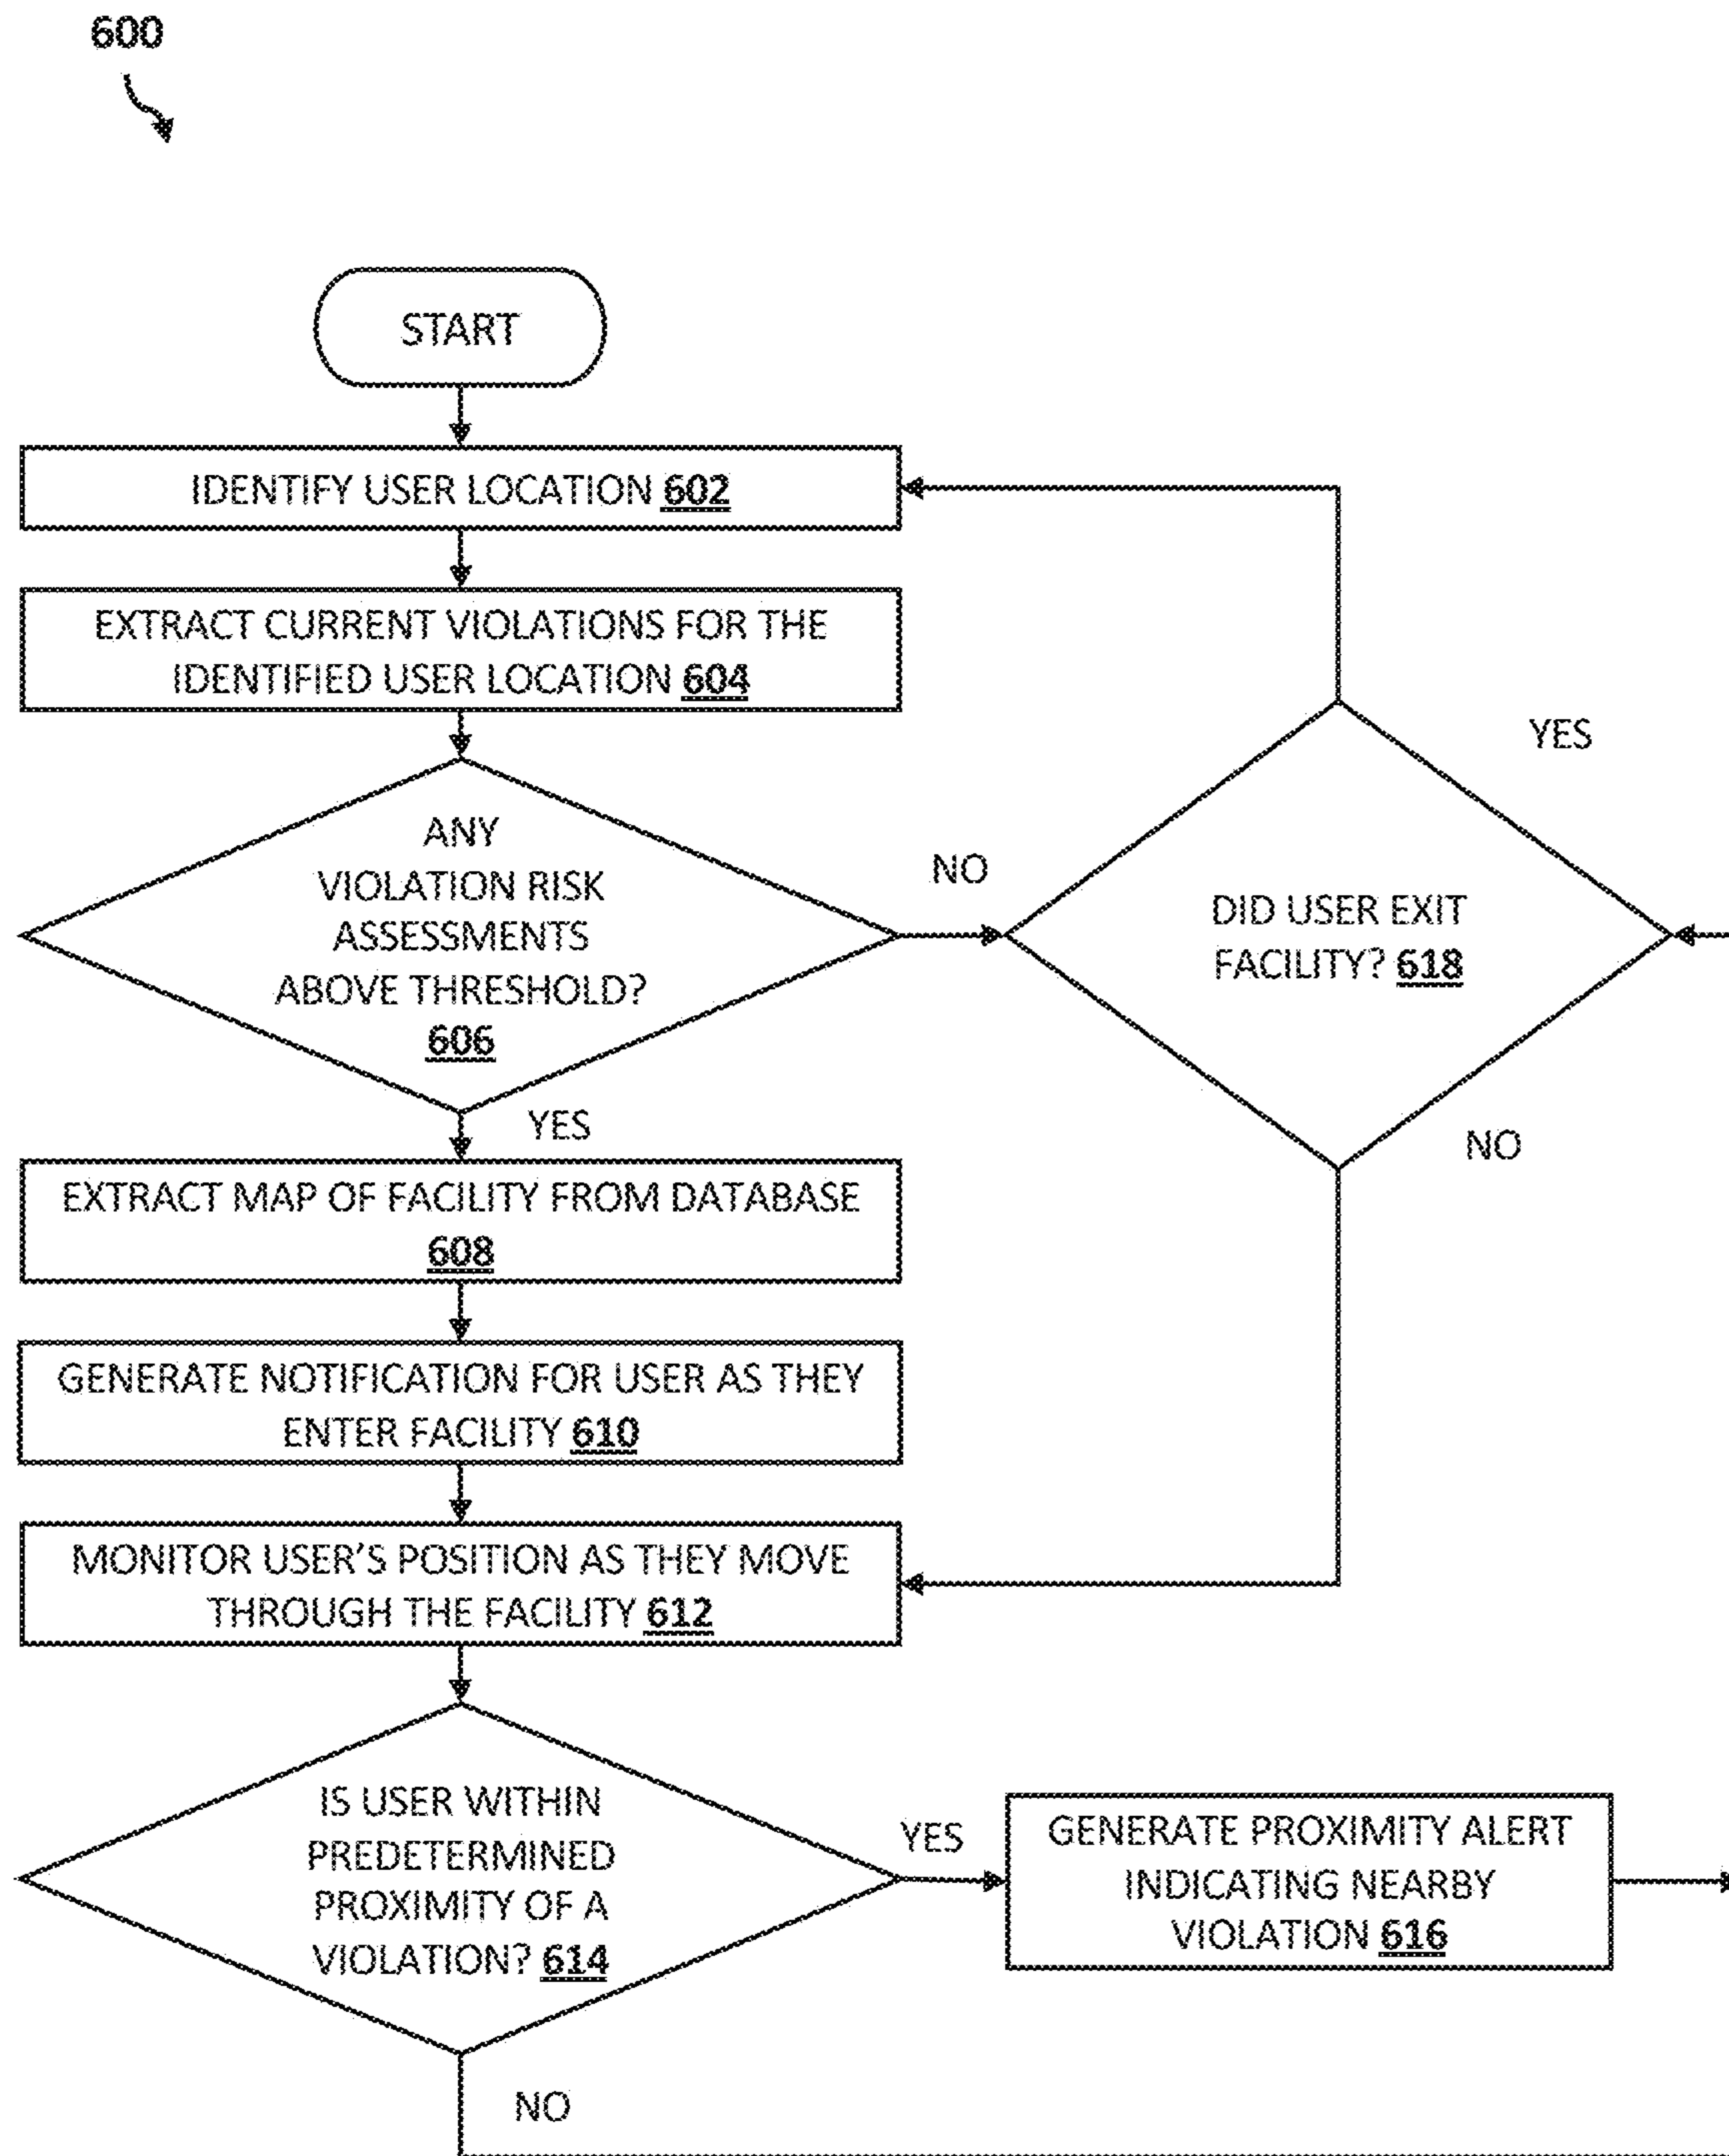 600
START
IDENTIFY USER LOCATION 602
EXTRACT CURRENT VIOLATIONS FOR THE
IDENTIFIED USER LOCATION 604
ANY
VIOLATION RISK
ASSESSMENTS
ABOVE THRESHOLD?
606
NO
YES
DID USER EXIT
FACILITY? 618
YES
NO
EXTRACT MAP OF FACILITY FROM DATABASE
608
GENERATE NOTIFICATION FOR USER AS THEY
ENTER FACILITY 610
MONITOR USER'S POSITION AS THEY MOVE
THROUGH THE FACILITY 612
IS USER WITHIN
PREDETERMINED
PROXIMITY OF A
VIOLATION? 614
YES
GENERATE PROXIMITY ALERT
INDICATING NEARBY
VIOLATION 616
NO